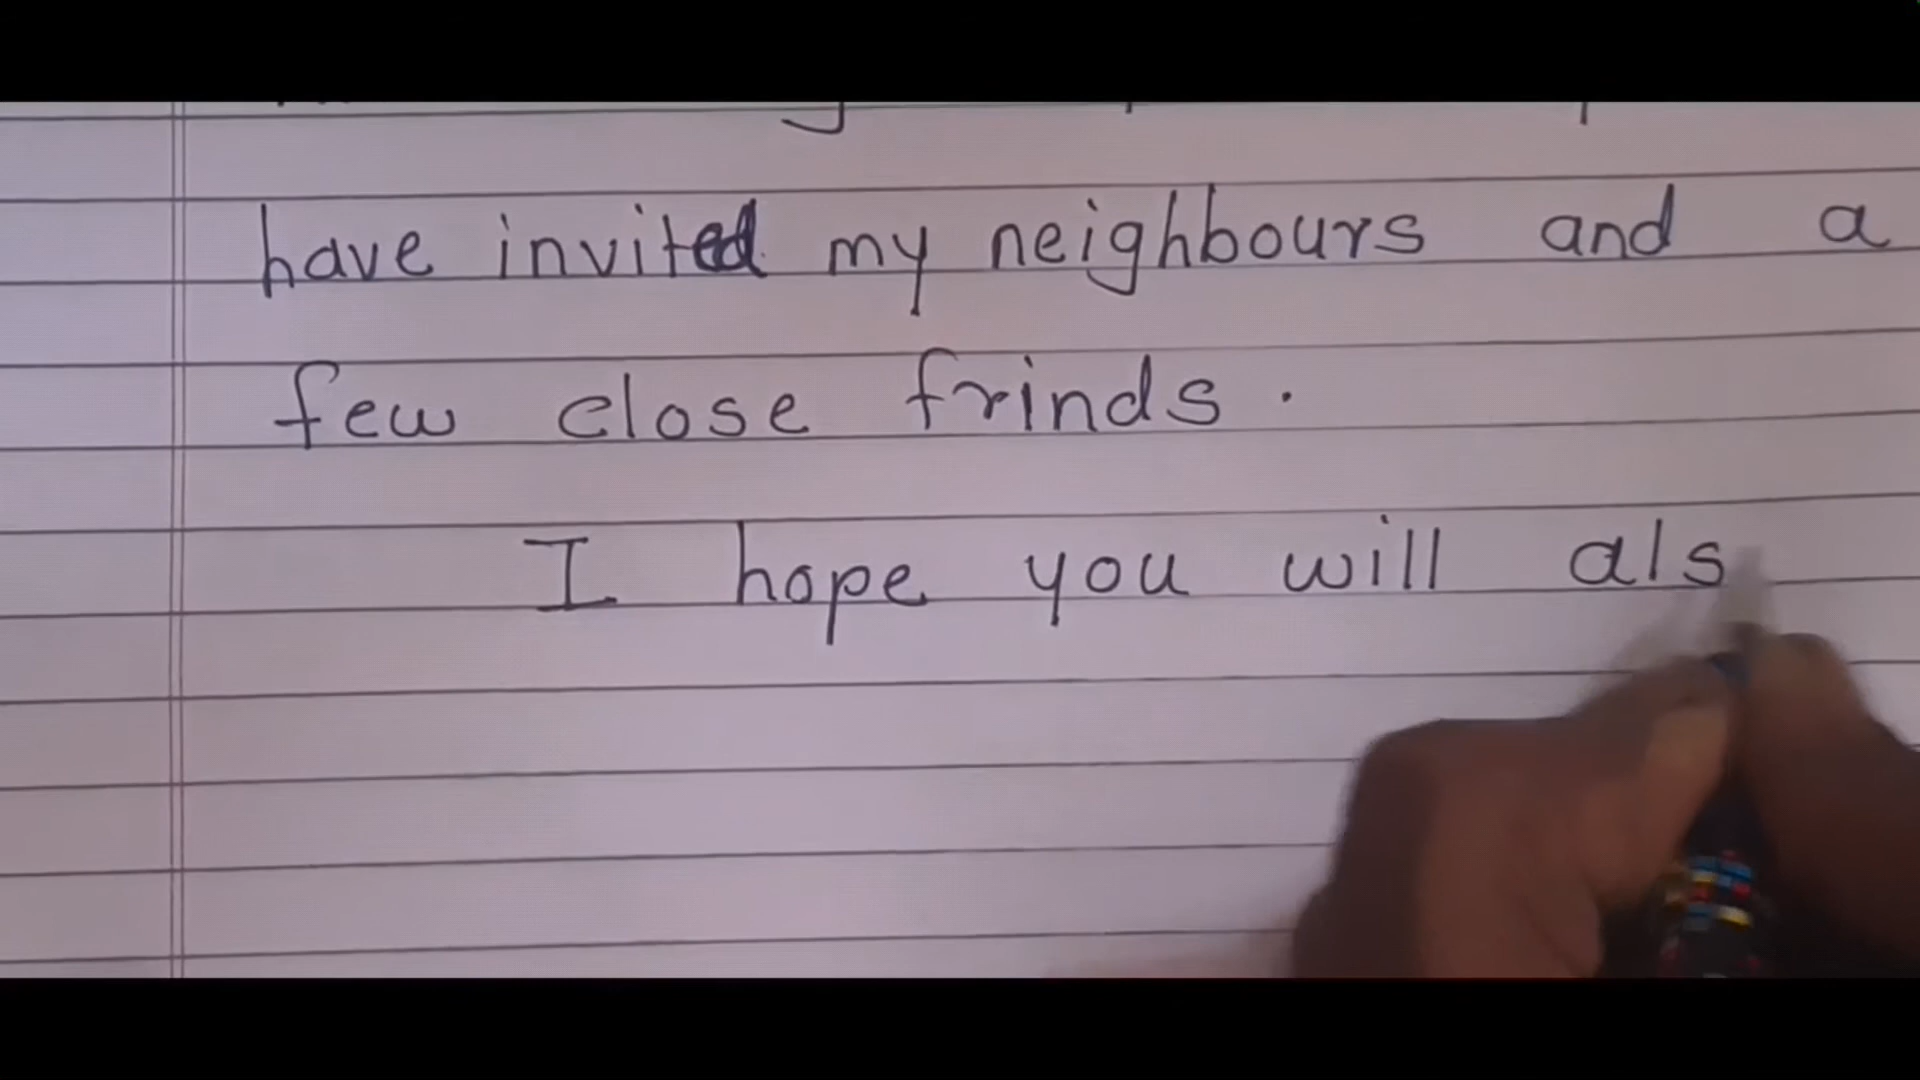 have invited my neighbours and a
few close frinds.
I hope you will als